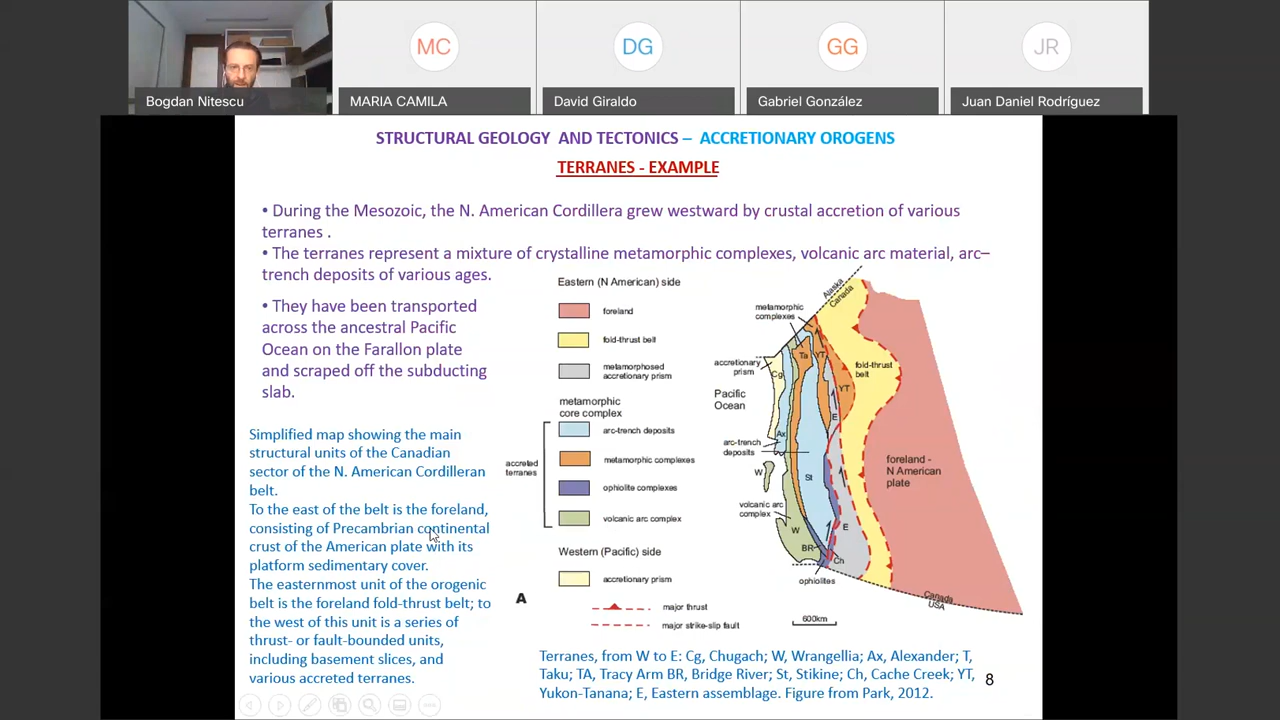 MC
DG
GG
JR
Bogdan Nitescu
MARIA CAMILA
David Giraldo
Gabriel González
Juan Daniel Rodríguez
STRUCTURAL GEOLOGY AND TECTONICS – ACCRETIONARY OROGENS
TERRANES - EXAMPLE
• During the Mesozoic, the N. American Cordillera grew westward by crustal accretion of various
terranes .
• The terranes represent a mixture of crystalline metamorphic complexes, volcanic arc material, arc–
trench deposits of various ages.
• They have been transported
across the ancestral Pacific
Ocean on the Farallon plate
and scraped off the subducting
slab.
Simplified map showing the main
structural units of the Canadian
sector of the N. American Cordilleran
belt.
To the east of the belt is the foreland,
consisting of Precambrian continental
crust of the American plate with its
platform sedimentary cover.
The easternmost unit of the orogenic
belt is the foreland fold-thrust belt; to
the west of this unit is a series of
thrust- or fault-bounded units,
including basement slices, and
various accreted terranes.
Eastern (N American) side
foreland
fold-thrust belt
metamorphosed
accretionary prism
metamorphic
core complex
accreted
terranes
arc-trench deposits
metamorphic complexes
ophiolite complexes
volcanic arc complex
Western (Pacific) side
accretionary prism
A
major thrust
major strike-slip fault
Alaska
Canada
metamorphic
complexes
A
Ta
YT
accretionary
prism
Cg
fold-thrust
belt
YT
Pacific
Ocean
E
Ax
arc-trench
deposits
W
St
foreland -
N American
plate
volcanic arc
complex
W
E
BR
Ch
ophiolites
Canada
USA
600km
Terranes, from W to E: Cg, Chugach; W, Wrangellia; Ax, Alexander; T,
Taku; TA, Tracy Arm BR, Bridge River; St, Stikine; Ch, Cache Creek; YT,
Yukon-Tanana; E, Eastern assemblage. Figure from Park, 2012.
8